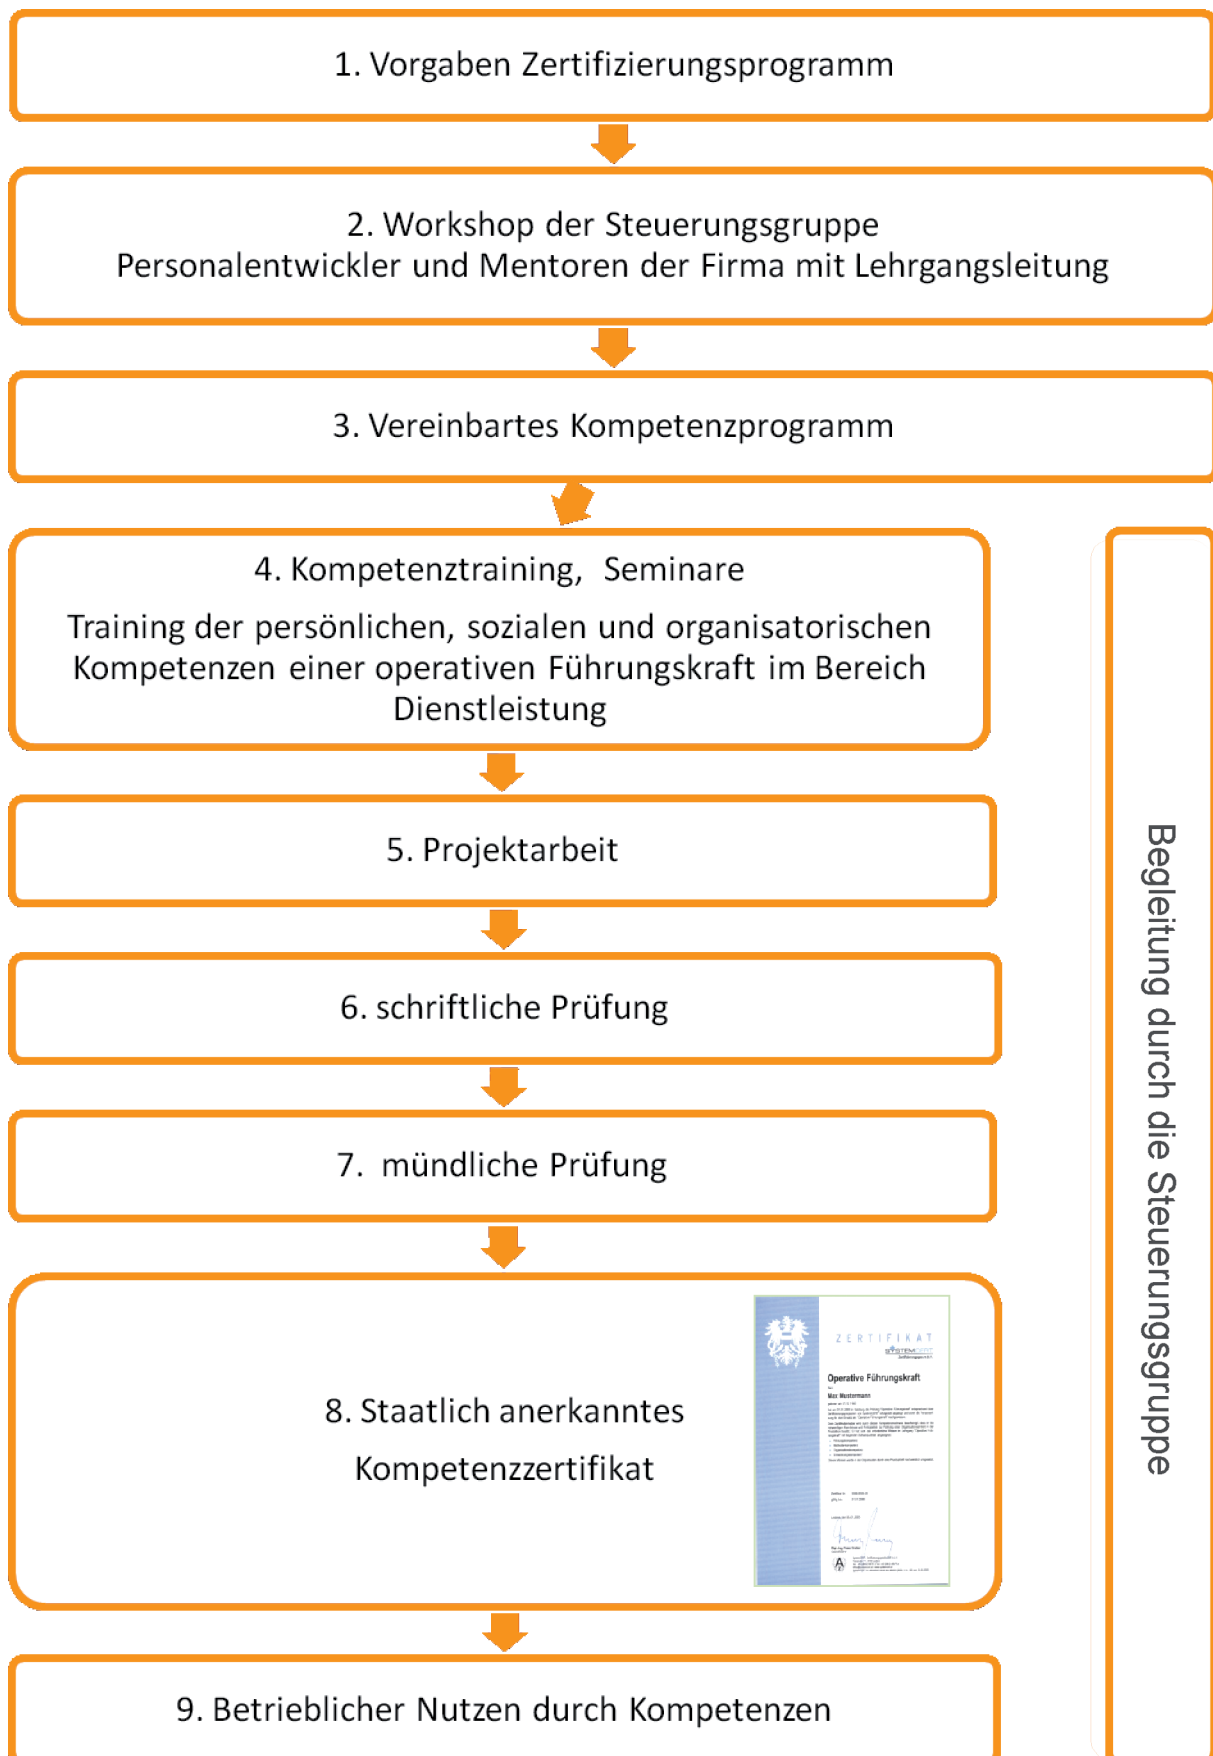 1. Vorgaben Zertifizierungsprogramm
2. Workshop der Steuerungsgruppe
Personalentwickler und Mentoren der Firma mit Lehrgangsleitung
3. Vereinbartes Kompetenzprogramm
4. Kompetenztraining, Seminare
Training der persönlichen, sozialen und organisatorischen
Kompetenzen einer operativen Führungskraft im Bereich
Dienstleistung
5. Projektarbeit
6. schriftliche Prüfung
7. mündliche Prüfung
8. Staatlich anerkanntes
Kompetenzzertifikat
ZERTIFIKAT
SYSTEMCERT
Operative Führungskraft
Max Mustermann
9. Betrieblicher Nutzen durch Kompetenzen
Begleitung durch die Steuerungsgruppe